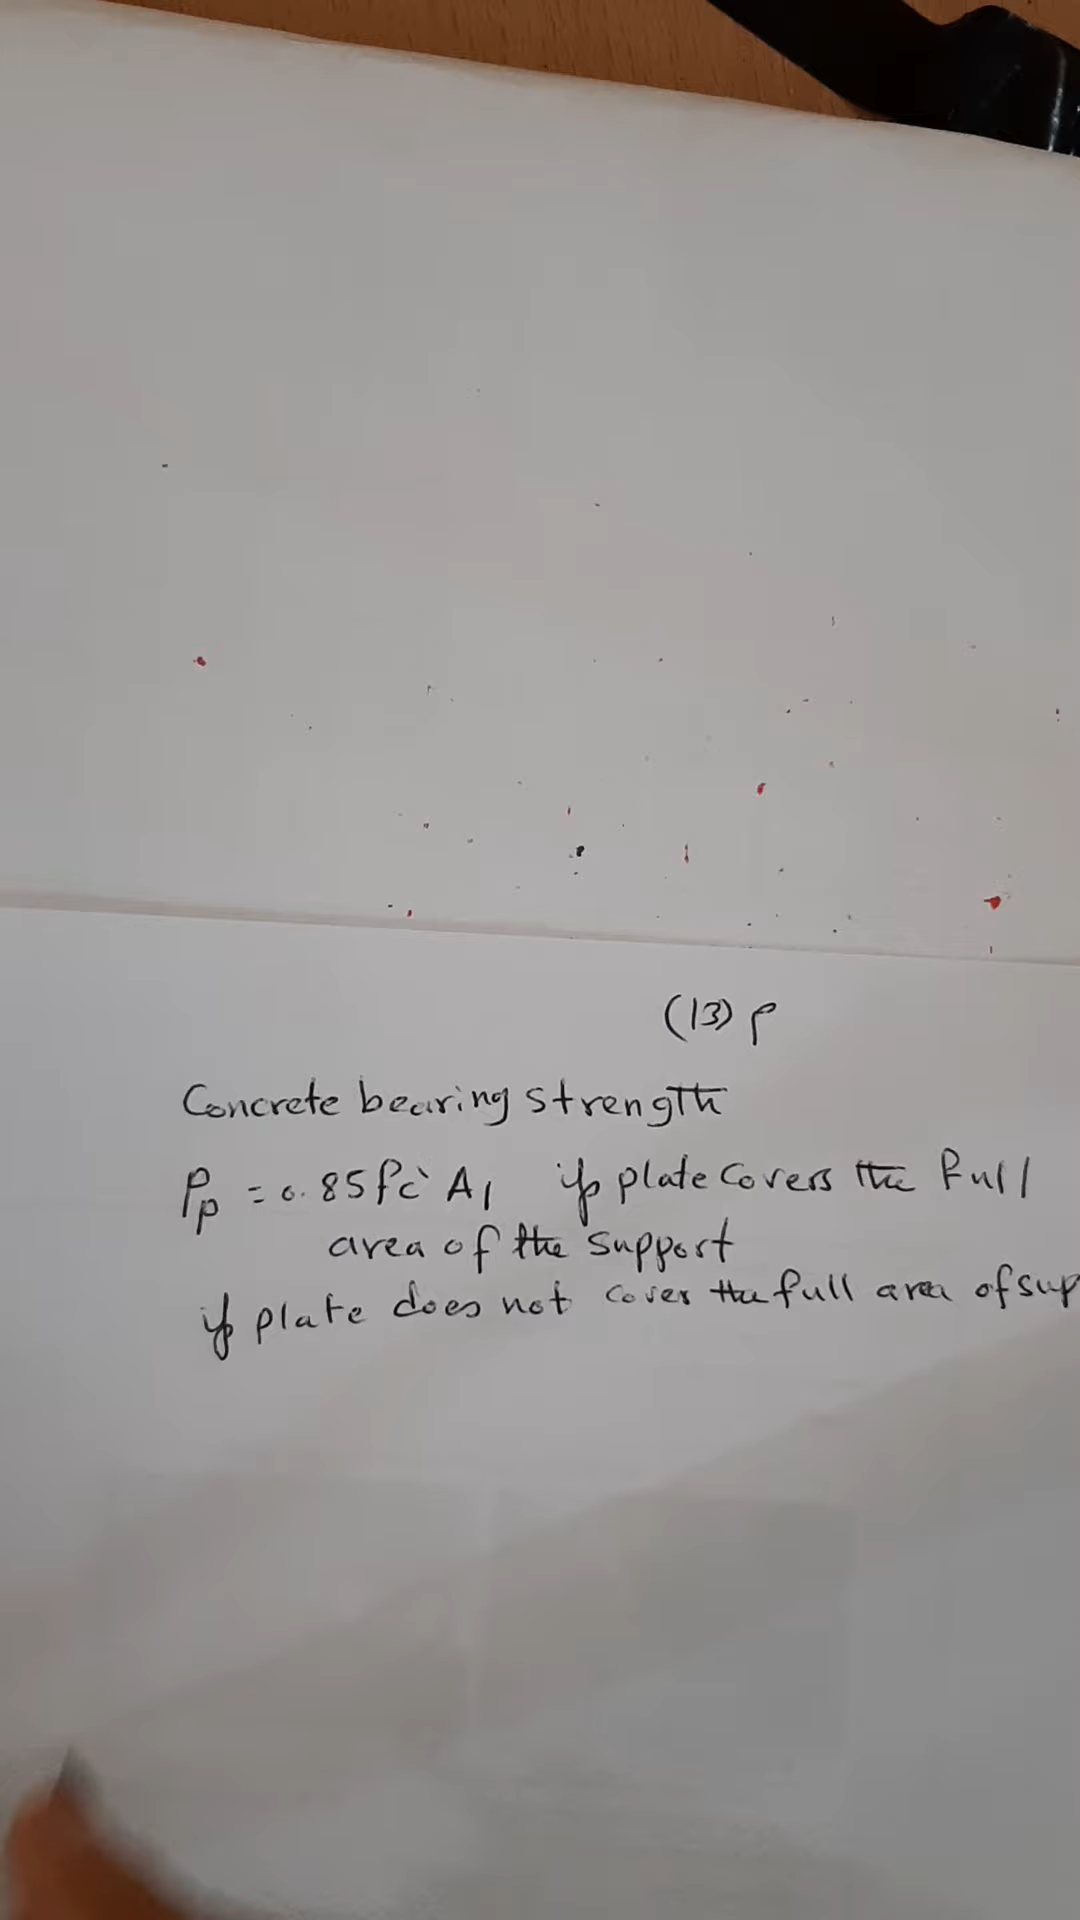 (13) P
Concrete bearing strength
Pp = 0.85 fc' A1 if plate covers the full
area of the support
if plate does not cover the full area of sup